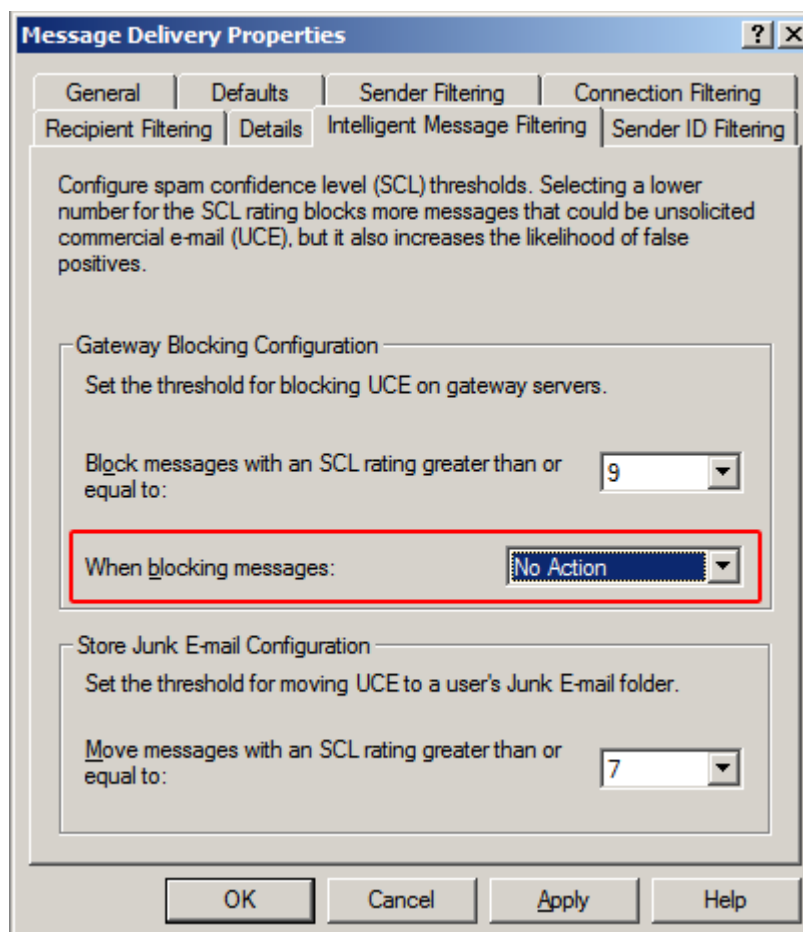 Message Delivery Properties
General Defaults Sender Filtering Connection Filtering
Recipient Filtering Details Intelligent Message Filtering Sender ID Filtering
Configure spam confidence level (SCL) thresholds. Selecting a lower
number for the SCL rating blocks more messages that could be unsolicited
commercial e-mail (UCE), but it also increases the likelihood of false
positives.
Gateway Blocking Configuration
Set the threshold for blocking UCE on gateway servers.
Block messages with an SCL rating greater than or
equal to:
9
When blocking messages: No Action
Store Junk E-mail Configuration
Set the threshold for moving UCE to a user's Junk E-mail folder.
Move messages with an SCL rating greater than or
equal to:
7
OK Cancel Apply Help